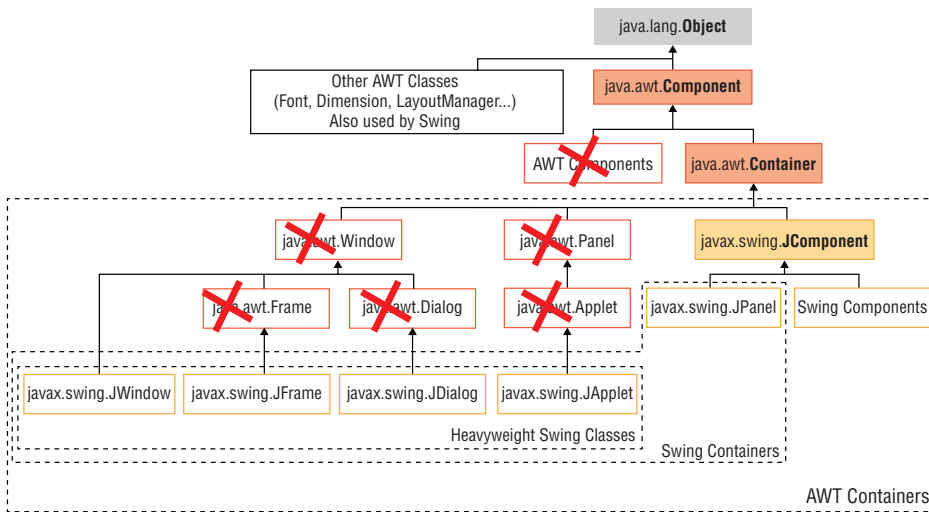 java.lang.Object
Other AWT Classes
(Font, Dimension, LayoutManager...)
Also used by Swing
java.awt.Component
AWT Components
java.awt.Container
java.awt.Window
java.awt.Panel
javax.swing.JComponent
java.awt.Frame
java.awt.Dialog
java.awt.Applet
javax.swing.JPanel
Swing Components
javax.swing.JWindow
javax.swing.JFrame
javax.swing.JDialog
javax.swing.JApplet
Heavyweight Swing Classes
Swing Containers
AWT Containers